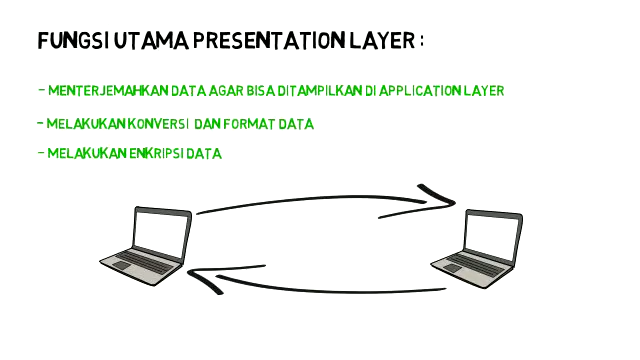 FUNGSI UTAMA PRESENTATION LAYER :
- MENTERJEMAHKAN DATA AGAR BISA DITAMPILKAN DI APPLICATION LAYER
- MELAKUKAN KONVERSI DAN FORMAT DATA
- MELAKUKAN ENKRIPSI DATA